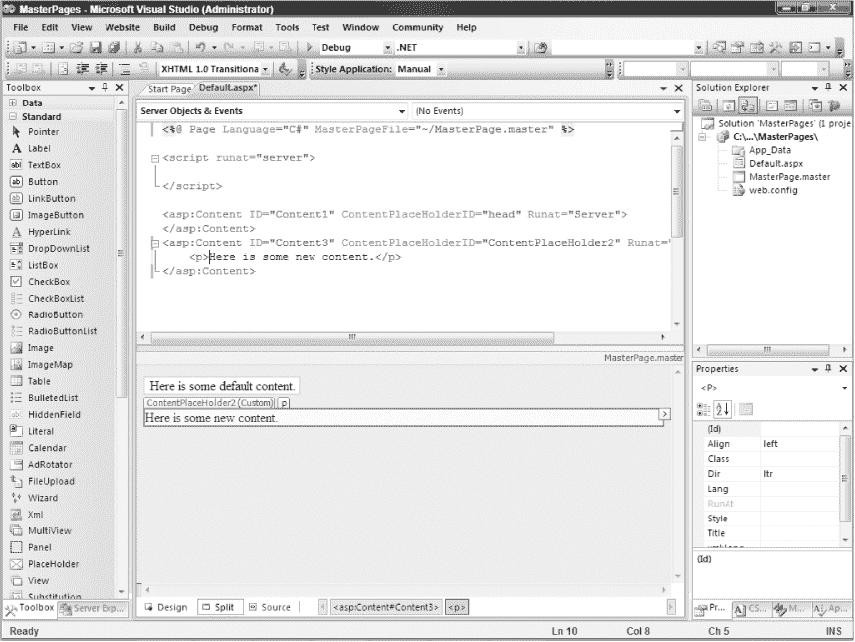 MasterPages - Microsoft Visual Studio (Administrator)
File Edit View Website Build Debug Format Tools Test Window Community Help
Debug .NET
XHTML 1.0 Transitiona Style Application: Manual
Toolbox
Data
Standard
Pointer
Label
TextBox
Button
LinkButton
ImageButton
HyperLink
DropDownList
ListBox
CheckBox
CheckBoxList
RadioButton
RadioButtonList
Image
ImageMap
Table
BulletedList
HiddenField
Literal
Calendar
AdRotator
FileUpload
Wizard
Xml
MultiView
Panel
PlaceHolder
View
Substitution
Toolbox Server Exp...
Start Page Default.aspx*
Server Objects & Events (No Events)
<%@ Page Language="C#" MasterPageFile="~/MasterPage.master" %>
<script runat="server">
</script>
<asp:Content ID="Content1" ContentPlaceHolderID="head" Runat="Server">
</asp:Content>
<asp:Content ID="Content3" ContentPlaceHolderID="ContentPlaceHolder2" Runat="
<p>Here is some new content.</p>
</asp:Content>
MasterPage.master
Here is some default content.
ContentPlaceHolder2 (Custom) p
Here is some new content.
Design Split Source <asp:Content#Content3> <p>
Solution Explorer
Solution 'MasterPages' (1 proje
C:\...\MasterPages\
App_Data
Default.aspx
MasterPage.master
web.config
Properties
<P>
(Id)
Align left
Class
Dir ltr
Lang
RunAt
Style
Title
(Id)
Pr... CS... M... Ap...
Ready Ln 10 Col 8 Ch 5 INS